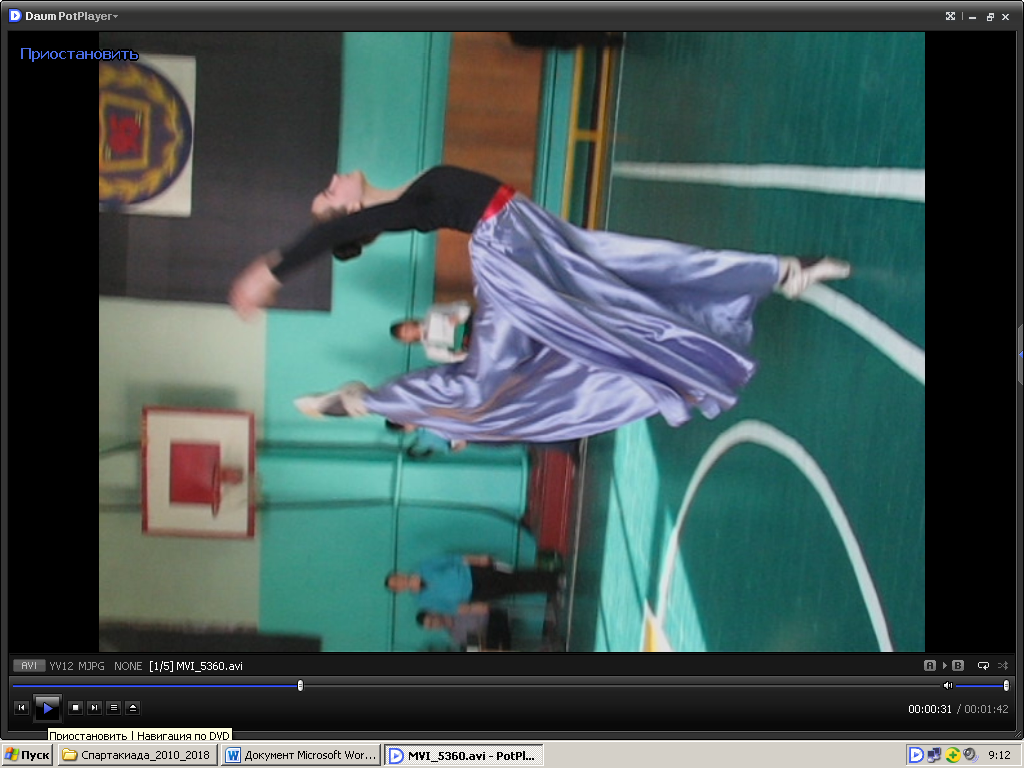 Daum PotPlayer
Приостановить
AVI YV12 MJPG NONE [1/5] MVI_5360.avi
A B
00:00:31 / 00:01:42
Приостановить | Навигация по DVD
Пуск
Спартакиада_2010_2018
Документ Microsoft Wor...
MVI_5360.avi - PotPl...
9:12